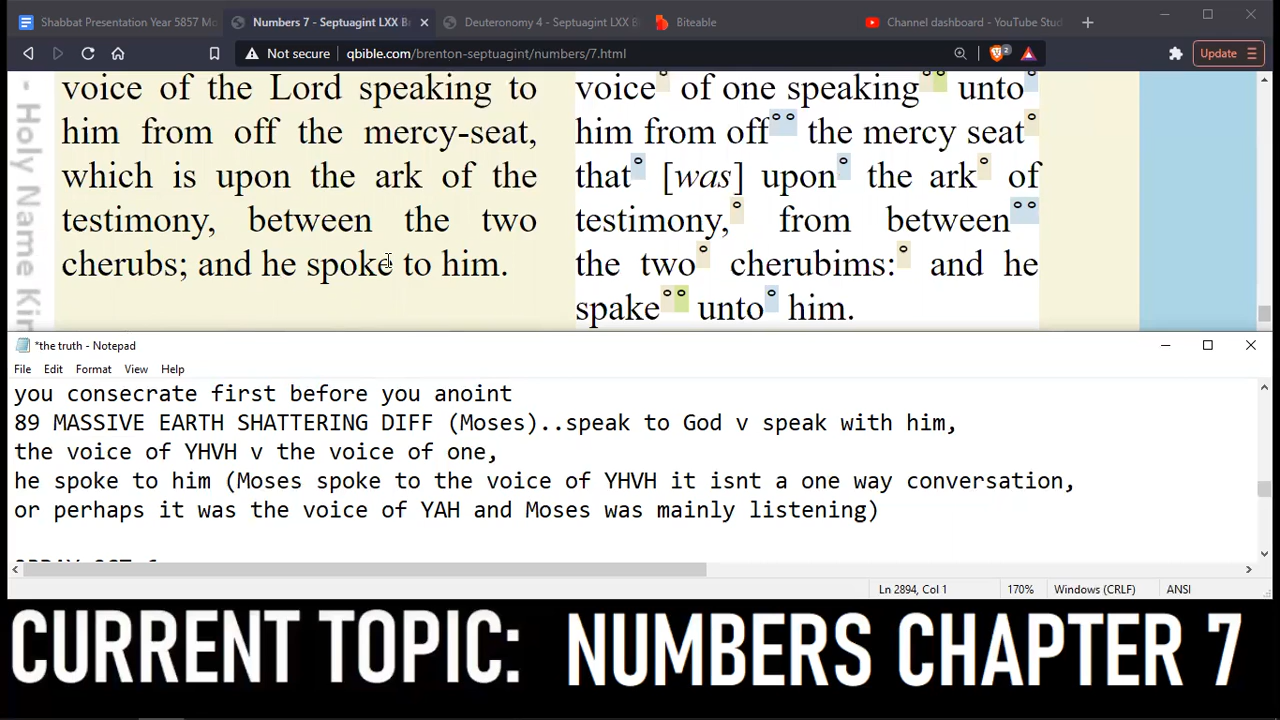 Shabbat Presentation Year 5857 Mo
Numbers 7 - Septuagint LXX Br
Deuteronomy 4 - Septuagint LXX B
Biteable
Channel dashboard - YouTube Stud
Not secure
qbible.com/brenton-septuagint/numbers/7.html
2
Update
- Holy Name Kin
voice of the Lord speaking to
him from off the mercy-seat,
which is upon the ark of the
testimony, between the two
cherubs; and he spoke to him.
voice° of one speaking°° unto°
him from off°° the mercy seat°
that° [was] upon° the ark° of
testimony,° from between°°
the two° cherubims:° and he
spake°° unto° him.
*the truth - Notepad
File Edit Format View Help
you consecrate first before you anoint
89 MASSIVE EARTH SHATTERING DIFF (Moses)..speak to God v speak with him,
the voice of YHVH v the voice of one,
he spoke to him (Moses spoke to the voice of YHVH it isnt a one way conversation,
or perhaps it was the voice of YAH and Moses was mainly listening)
Ln 2894, Col 1
170%
Windows (CRLF)
ANSI
CURRENT TOPIC: NUMBERS CHAPTER 7